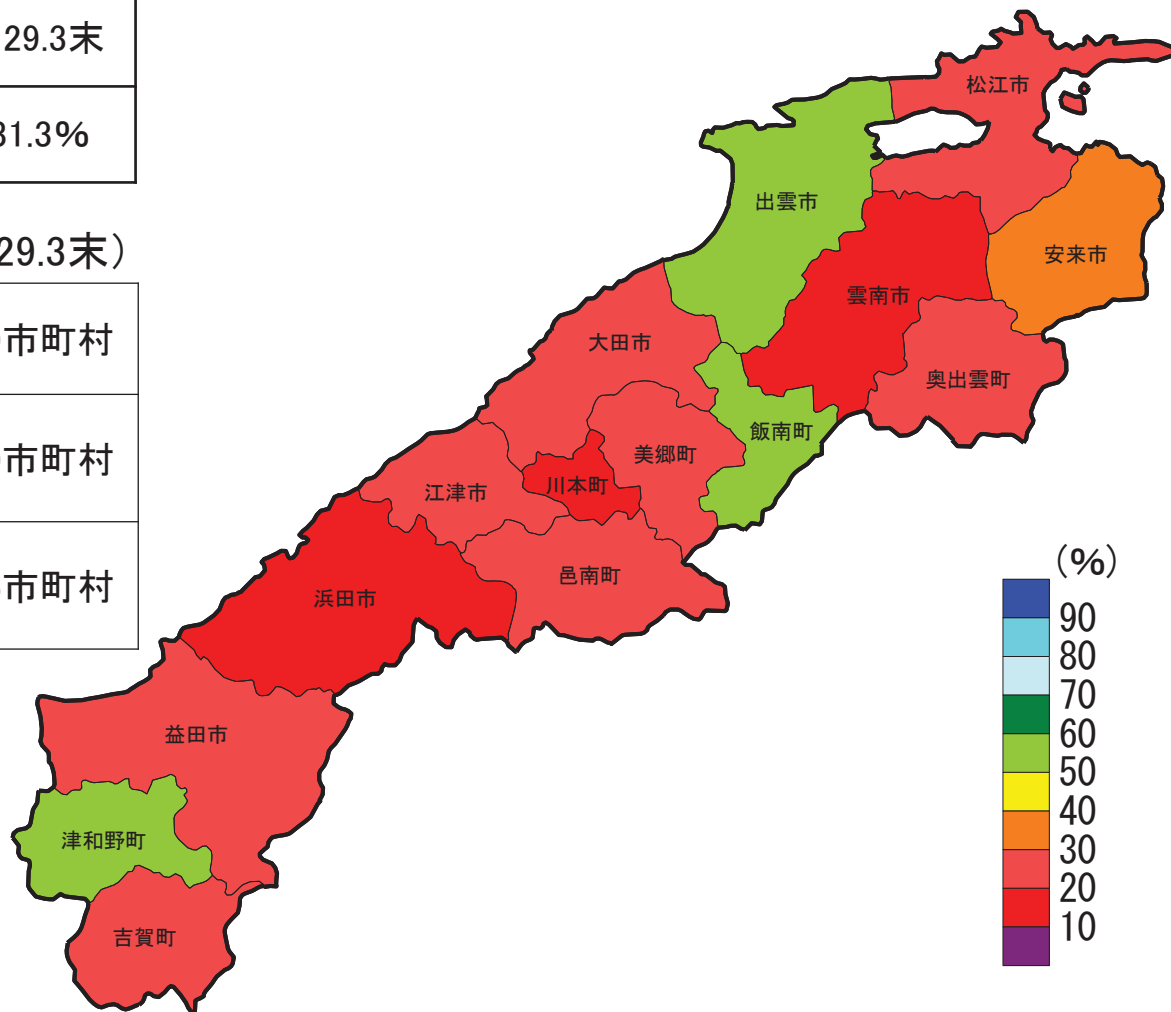 29.3末
31.3%
29.3末)
市町村
市町村
市町村
松江市
出雲市
安来市
雲南市
大田市
奥出雲町
飯南町
美郷町
川本町
江津市
邑南町
浜田市
益田市
津和野町
吉賀町
(%)
90
80
70
60
50
40
30
20
10